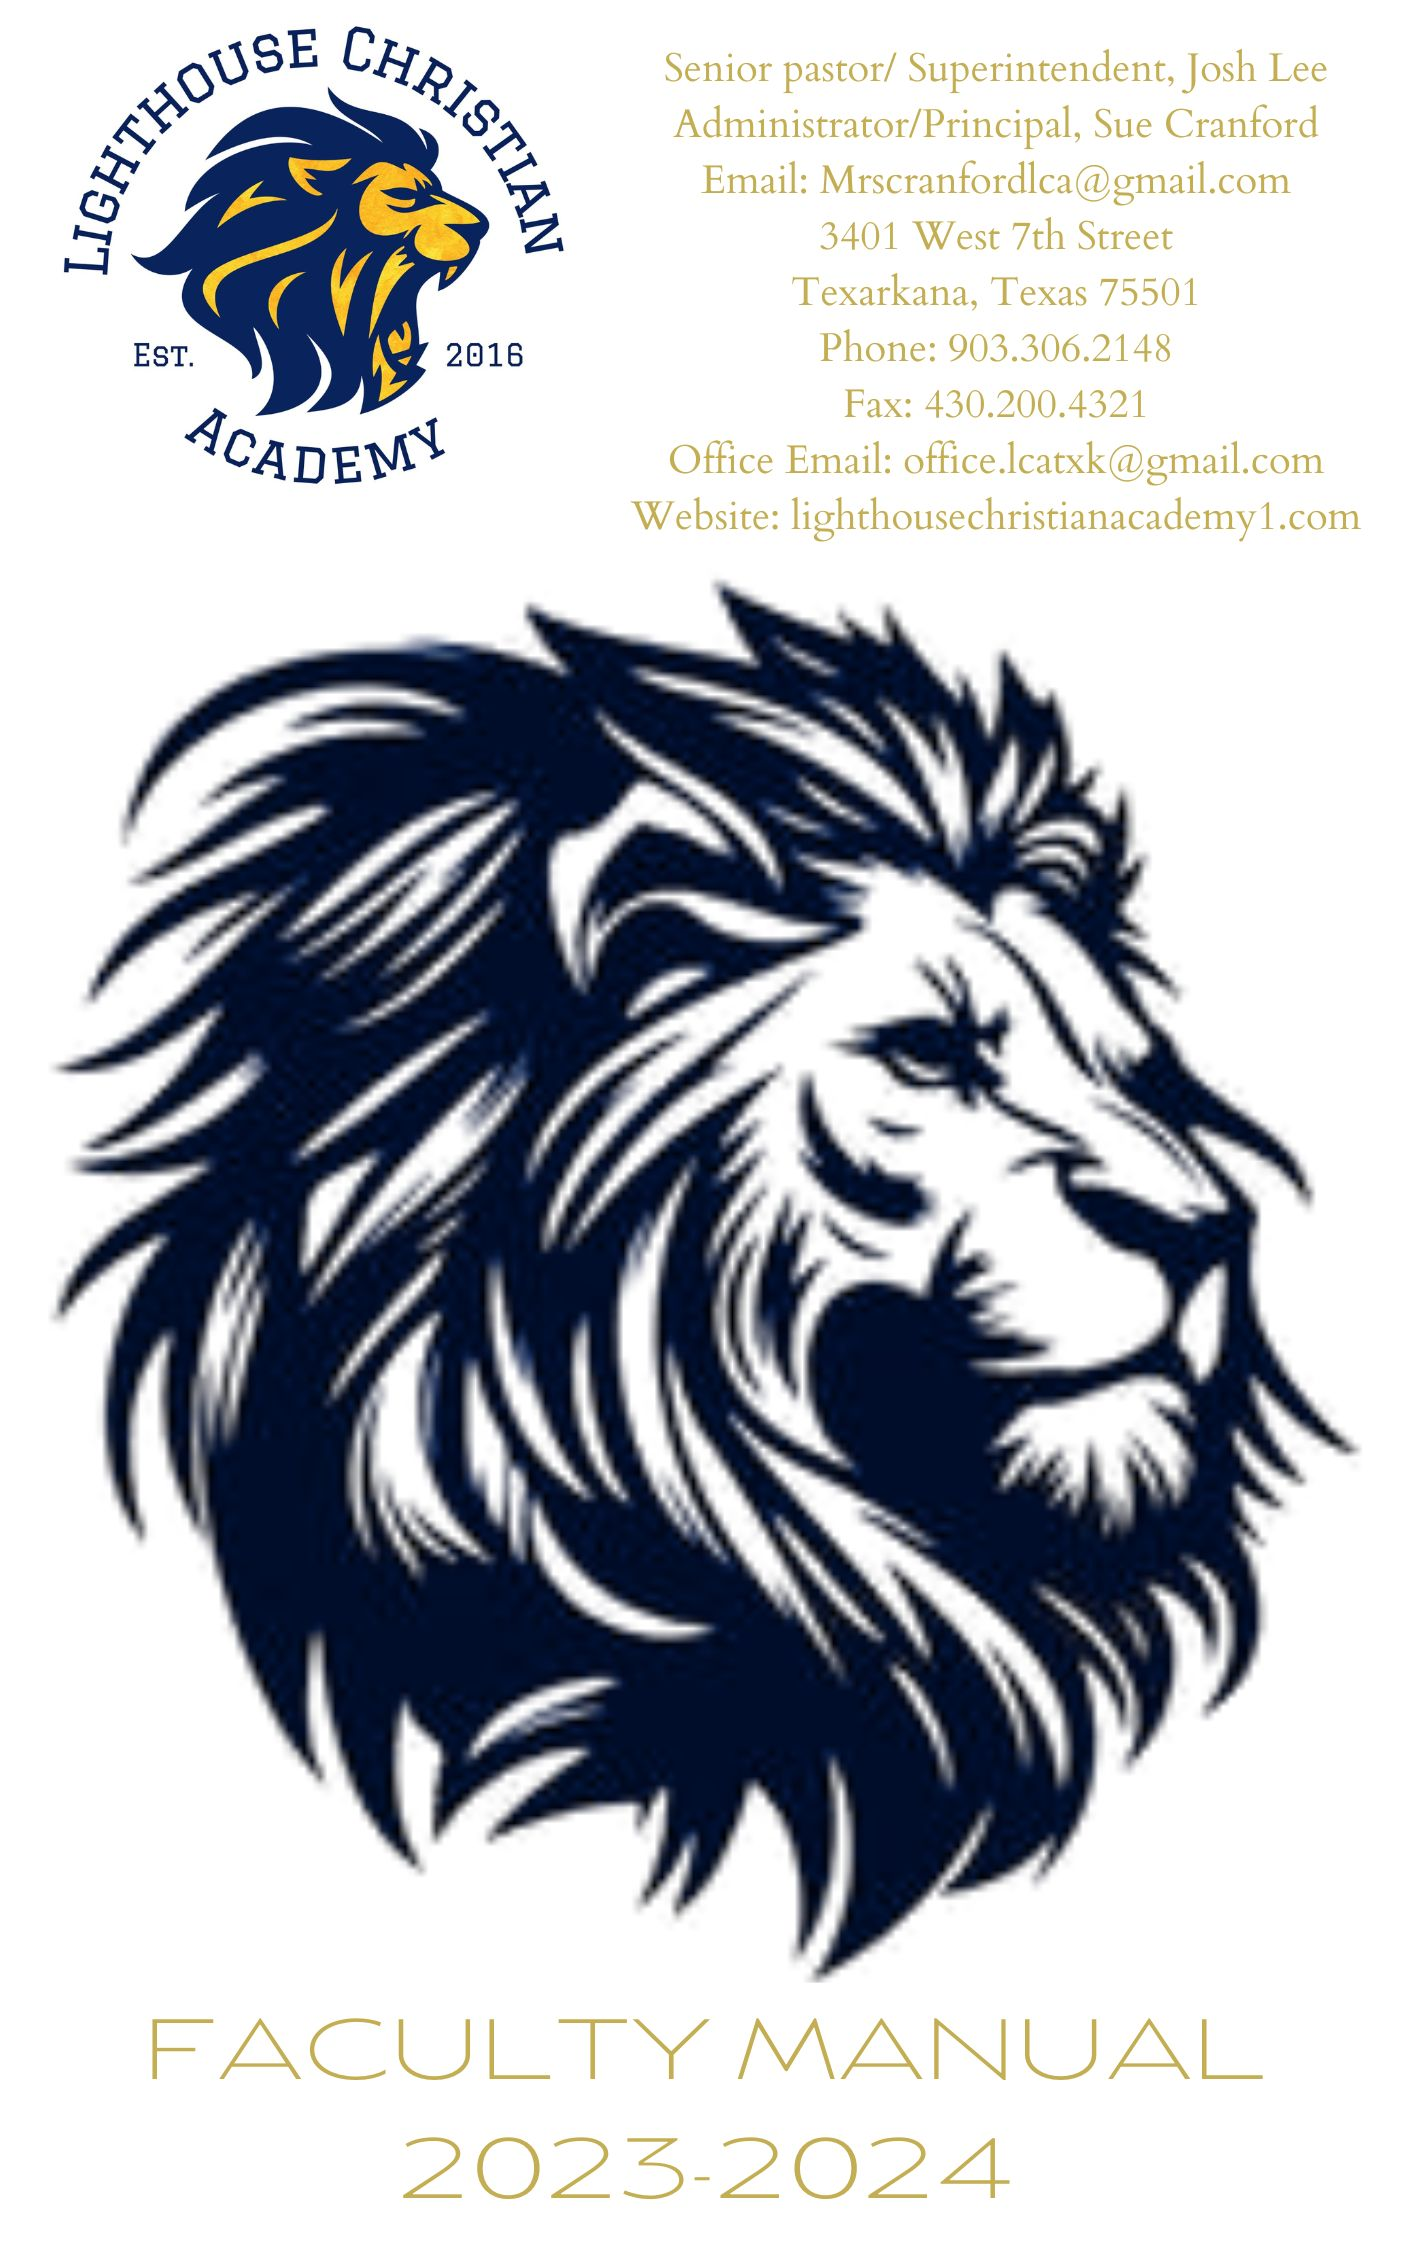 LIGHTHOUSE CHRISTIAN
EST. 2016
ACADEMY
Senior pastor/ Superintendent, Josh Lee
Administrator/Principal, Sue Cranford
Email: Mrscranfordlca@gmail.com
3401 West 7th Street
Texarkana, Texas 75501
Phone: 903.306.2148
Fax: 430.200.4321
Office Email: office.lcatxk@gmail.com
Website: lighthousechristianacademy1.com
FACULTY MANUAL
2023-2024